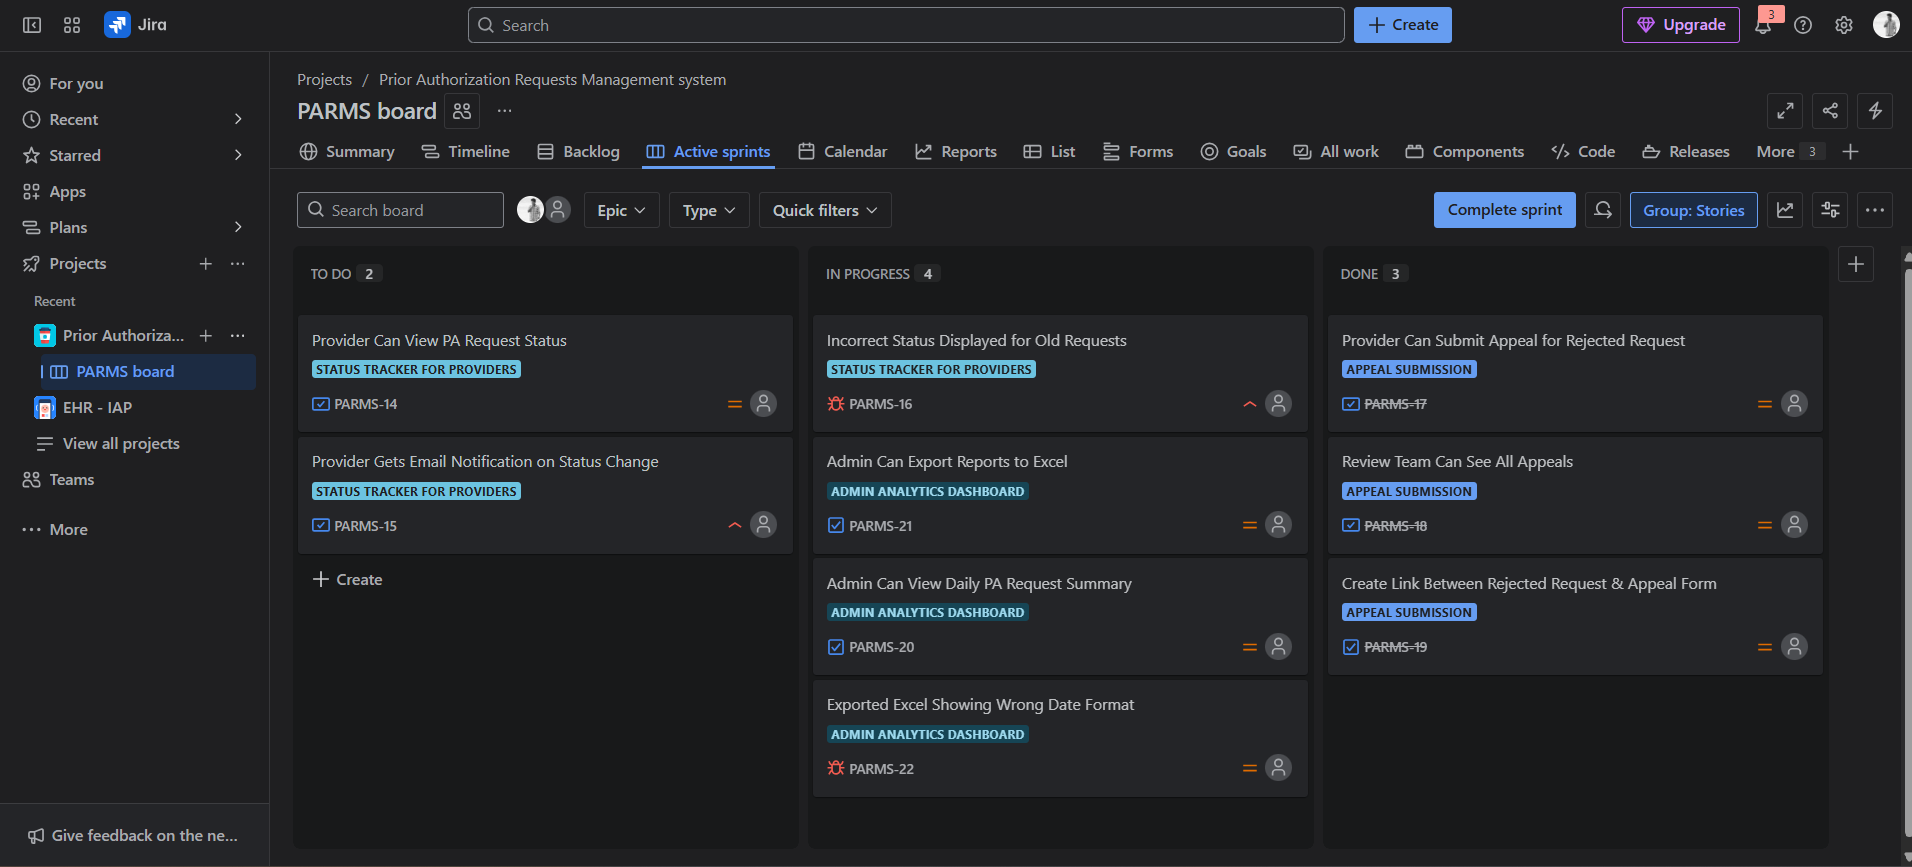 Jira
Search
Create
Upgrade
3
For you
Recent
Starred
Apps
Plans
Projects
Recent
Prior Authoriza...
PARMS board
EHR - IAP
View all projects
Teams
More
Give feedback on the ne...
Projects / Prior Authorization Requests Management system
PARMS board
Summary Timeline Backlog Active sprints Calendar Reports List Forms Goals All work Components Code Releases More 3
Search board
Epic
Type
Quick filters
Complete sprint
Group: Stories
TO DO 2
Provider Can View PA Request Status
STATUS TRACKER FOR PROVIDERS
PARMS-14
Provider Gets Email Notification on Status Change
STATUS TRACKER FOR PROVIDERS
PARMS-15
Create
IN PROGRESS 4
Incorrect Status Displayed for Old Requests
STATUS TRACKER FOR PROVIDERS
PARMS-16
Admin Can Export Reports to Excel
ADMIN ANALYTICS DASHBOARD
PARMS-21
Admin Can View Daily PA Request Summary
ADMIN ANALYTICS DASHBOARD
PARMS-20
Exported Excel Showing Wrong Date Format
ADMIN ANALYTICS DASHBOARD
PARMS-22
DONE 3
Provider Can Submit Appeal for Rejected Request
APPEAL SUBMISSION
PARMS-17
Review Team Can See All Appeals
APPEAL SUBMISSION
PARMS-18
Create Link Between Rejected Request & Appeal Form
APPEAL SUBMISSION
PARMS-19